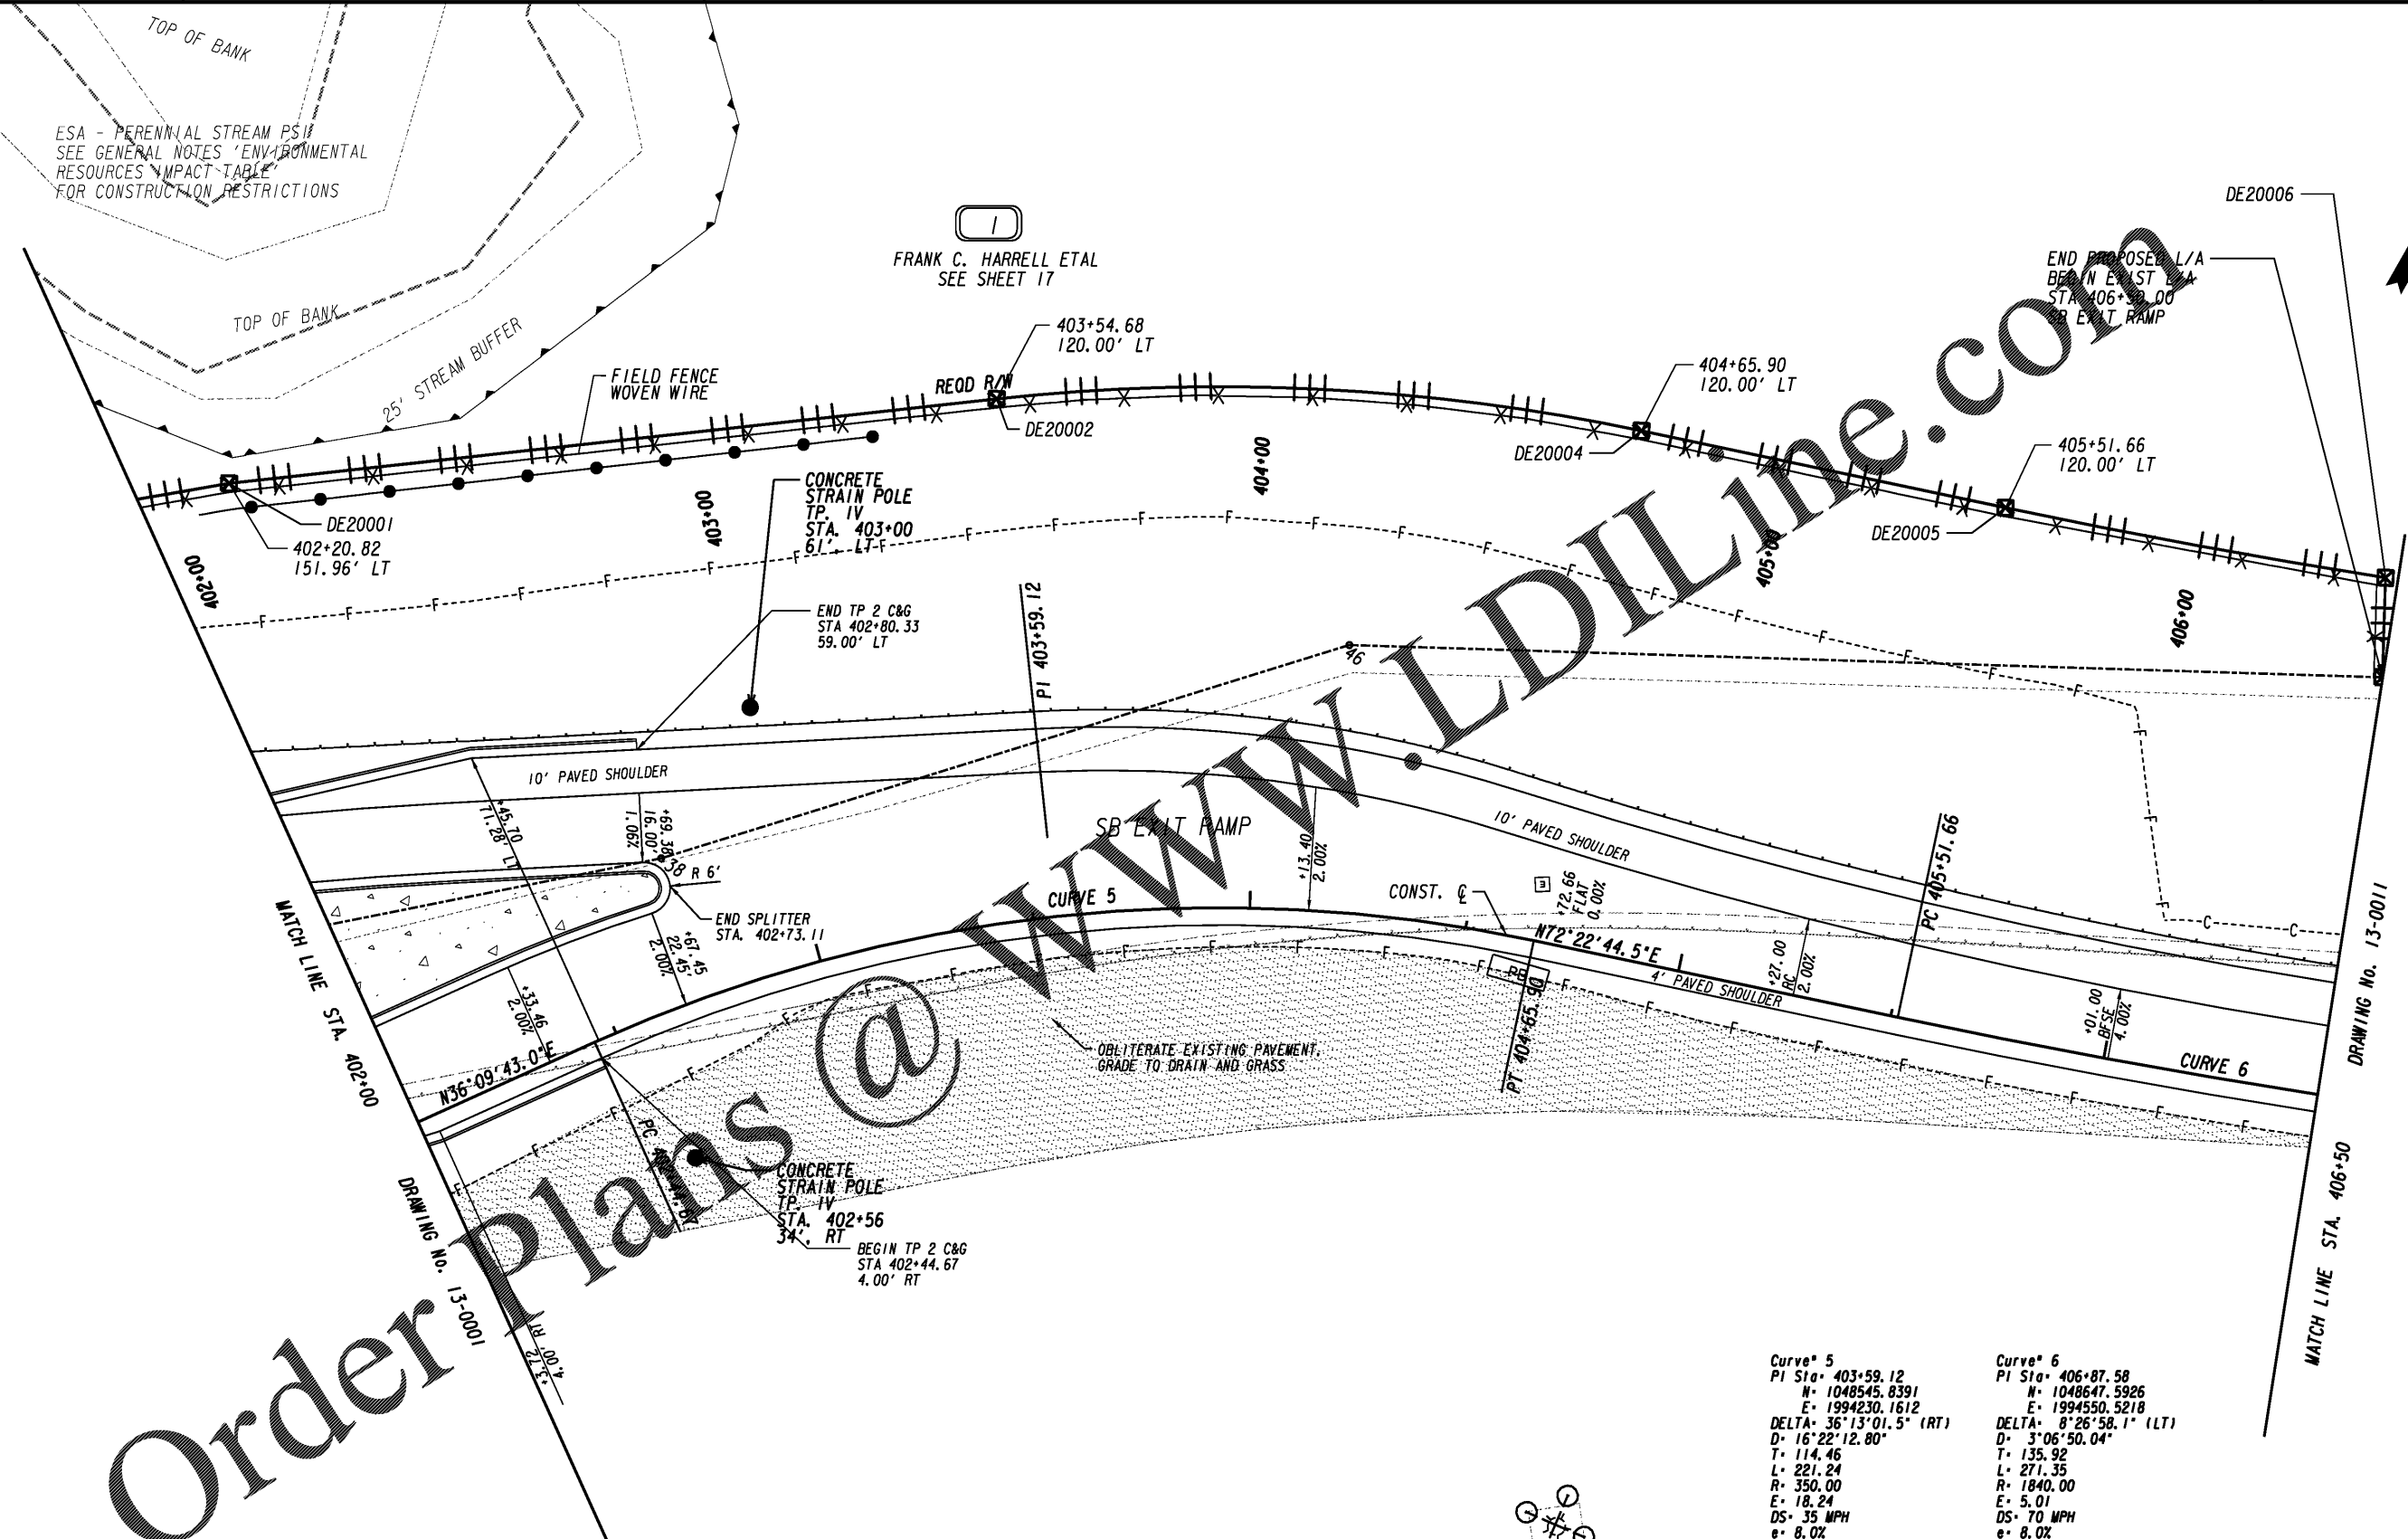 TOP OF BANK
ESA - PERENNIAL STREAM PS1
SEE GENERAL NOTES 'ENVIRONMENTAL
RESOURCES IMPACT TABLE'
FOR CONSTRUCTION RESTRICTIONS
TOP OF BANK
25' STREAM BUFFER
1
FRANK C. HARRELL ETAL
SEE SHEET 17
DE20006
END PROPOSED L/A
BEGIN EXIST L/A
STA 406+50.00
SB EXIT RAMP
403+54.68
120.00' LT
404+65.90
120.00' LT
405+51.66
120.00' LT
FIELD FENCE
WOVEN WIRE
REQD R/W
DE20002
DE20004
DE20005
DE20001
402+20.82
151.96' LT
402+00
403+00
404+00
405+00
406+00
CONCRETE
STRAIN POLE
TP. IV
STA. 403+00
61', LT
END TP 2 C&G
STA 402+80.33
59.00' LT
PI 403+59.12
46
10' PAVED SHOULDER
+45.70
71.28' LT
+69.38
16.00'
1.06%
38
R 6'
SB EXIT RAMP
+13.40
2.00%
10' PAVED SHOULDER
PC 405+51.66
END SPLITTER
STA. 402+73.11
CURVE 5
CONST. ℄
E
+72.66
FLAT
0.00%
N72°22'44.5"E
4' PAVED SHOULDER
+27.00
RC
2.00%
+01.00
BFSE
4.00%
CURVE 6
MATCH LINE STA. 402+00
DRAWING No. 13-0001
+67.45
22.45'
2.00%
+33.46
2.00%
N36°09'43.0"E
OBLITERATE EXISTING PAVEMENT,
GRADE TO DRAIN AND GRASS
PT 404+65.90
PC 402+44.67
CONCRETE
STRAIN POLE
TP. IV
STA. 402+56
34', RT
BEGIN TP 2 C&G
STA 402+44.67
4.00' RT
+3.72
4.00' RT
DRAWING No. 13-0011
MATCH LINE STA. 406+50
Order Plans @ WWW.LDILine.com
Curve# 5
PI Sta= 403+59.12
N= 1048545.8391
E= 1994230.1612
DELTA= 36°13'01.5" (RT)
D= 16°22'12.80"
T= 114.46
L= 221.24
R= 350.00
E= 18.24
DS= 35 MPH
e= 8.0%
Curve# 6
PI Sta= 406+87.58
N= 1048647.5926
E= 1994550.5218
DELTA= 8°26'58.1" (LT)
D= 3°06'50.04"
T= 135.92
L= 271.35
R= 1840.00
E= 5.01
DS= 70 MPH
e= 8.0%